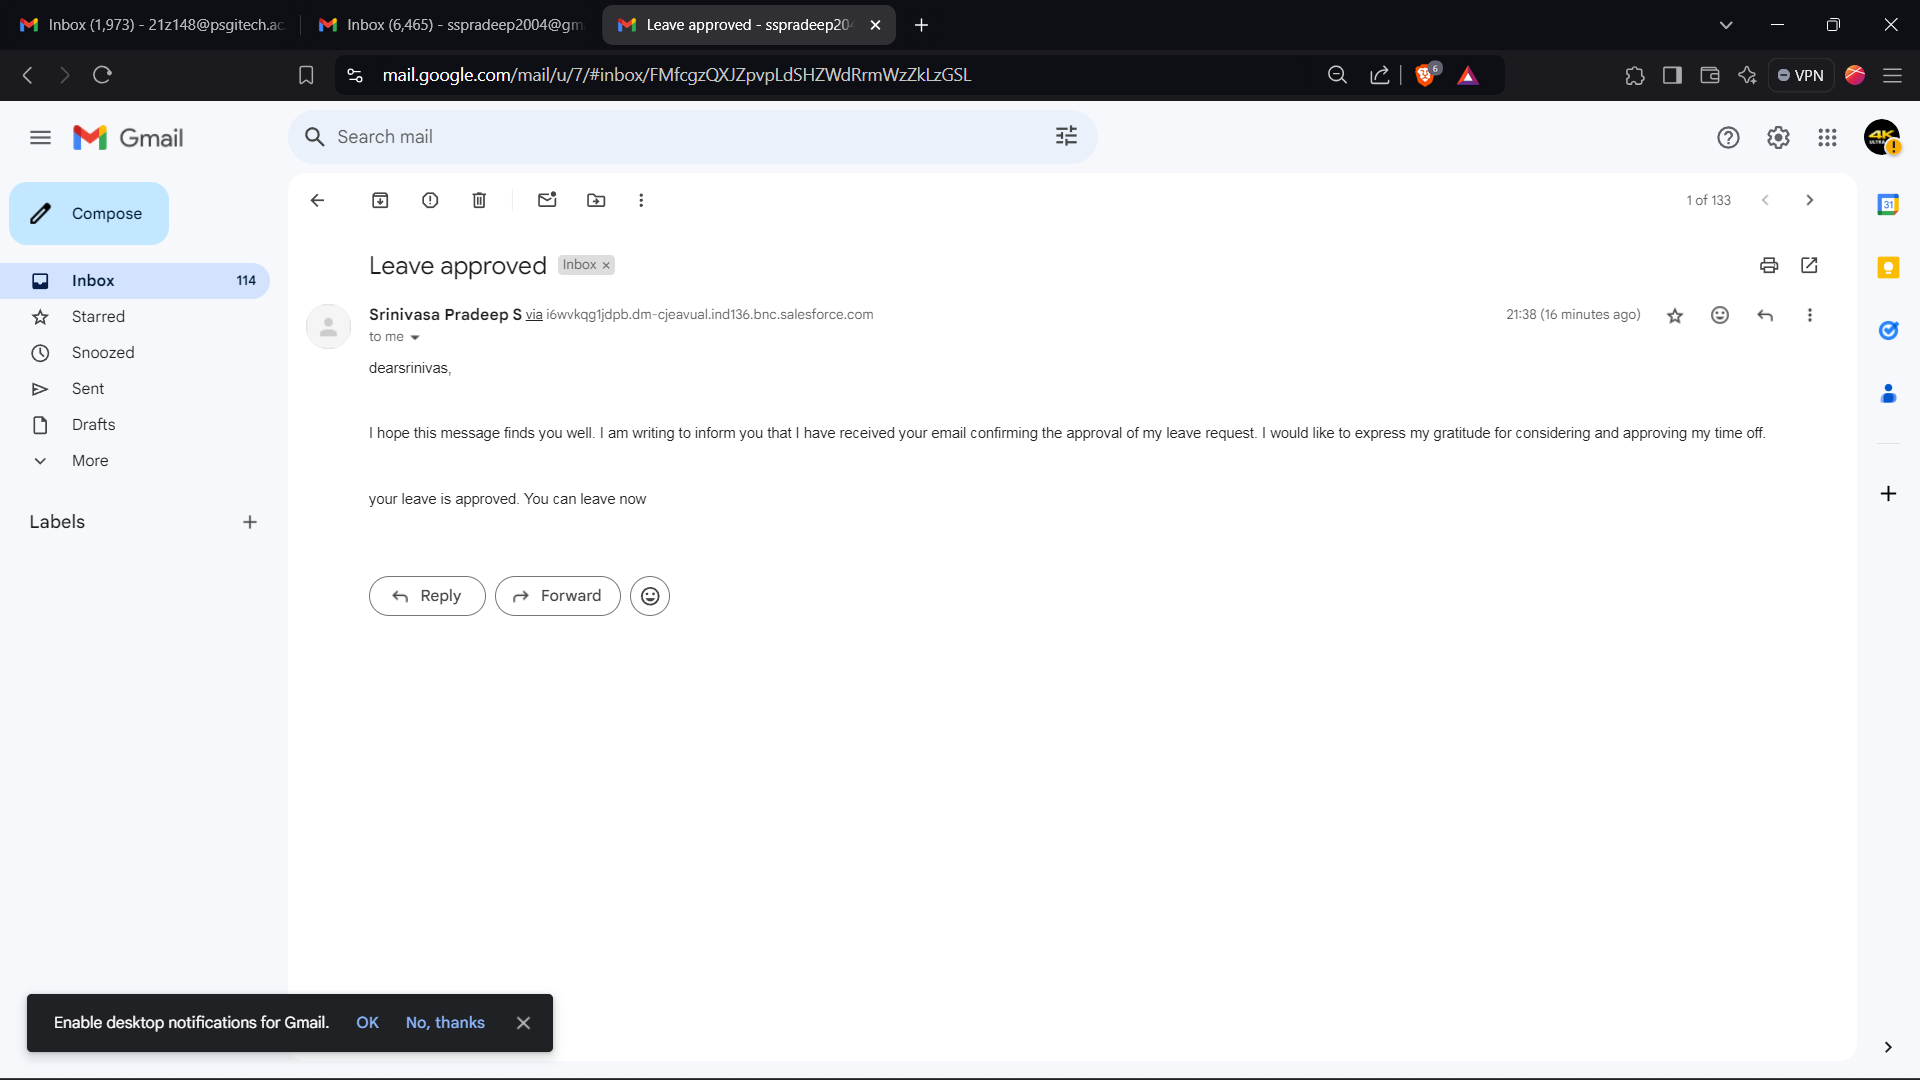 Inbox (1,973) - 21z148@psgitech.ac.
Inbox (6,465) - sspradeep2004@gm
Leave approved - sspradeep20
mail.google.com/mail/u/7/#inbox/FMfcgzQXJZpvpLdSHZWdRrmWzZkLzGSL
6
VPN
Gmail
Search mail
4K
Compose
1 of 133
31
Leave approved
Inbox ×
Inbox 114
Starred
Snoozed
Sent
Drafts
More
Labels
Srinivasa Pradeep S via i6wvkqg1jdpb.dm-cjeavual.ind136.bnc.salesforce.com
21:38 (16 minutes ago)
to me
dearsrinivas,
I hope this message finds you well. I am writing to inform you that I have received your email confirming the approval of my leave request. I would like to express my gratitude for considering and approving my time off.
your leave is approved. You can leave now
Reply
Forward
Enable desktop notifications for Gmail. OK No, thanks